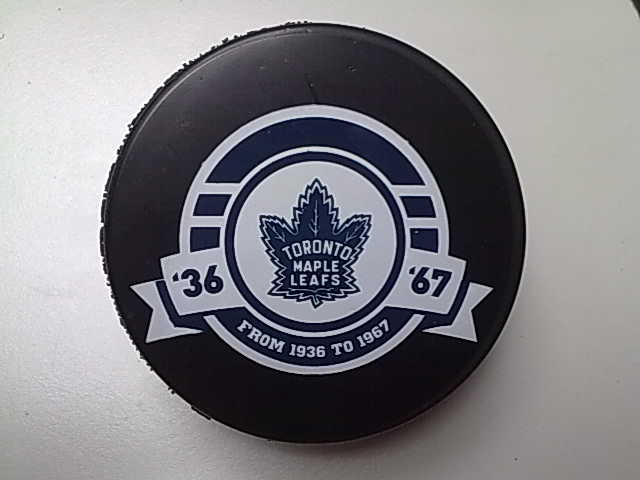 TORONTO
MAPLE
LEAFS
'36
'67
FROM 1936 TO 1967